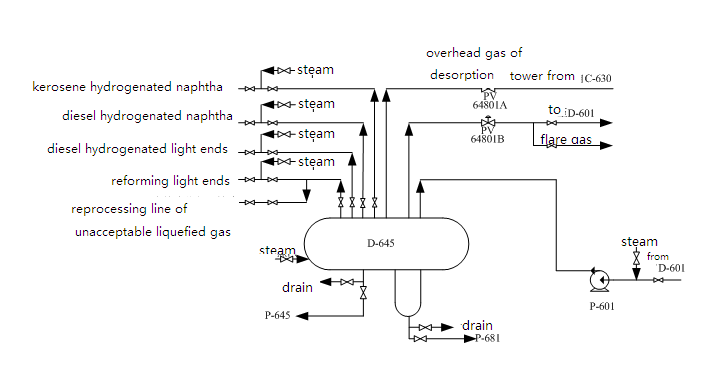 overhead gas of
desorption tower from 1C-630
steam
kerosene hydrogenated naphtha
PV
64801A
steam
diesel hydrogenated naphtha
to D-601
PV
64801B
steam
flare gas
diesel hydrogenated light ends
steam
reforming light ends
reprocessing line of
unacceptable liquefied gas
D-645
steam
steam
from
D-601
drain
P-601
P-645
drain
P-681